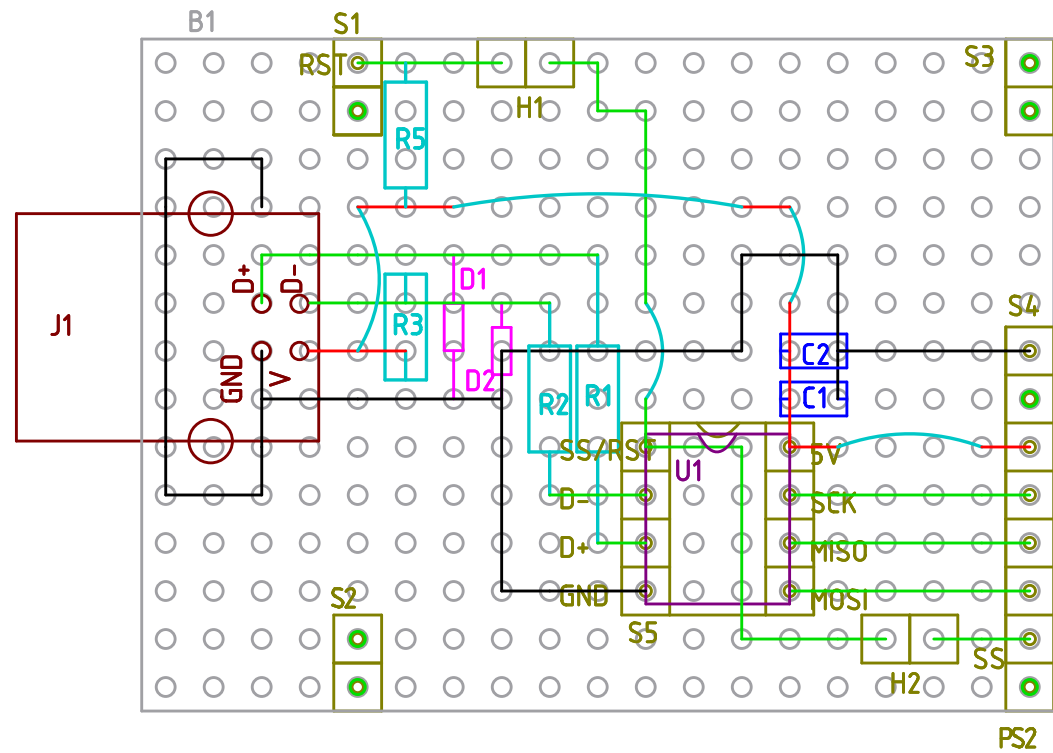 B1
S1
RST
S3
H1
R5
D+
D-
D1
S4
J1
R3
GND
V
C2
D2
R2
R1
C1
SS/RST
5V
U1
D-
SCK
D+
MISO
S2
GND
MOSI
S5
SS
H2
PS2